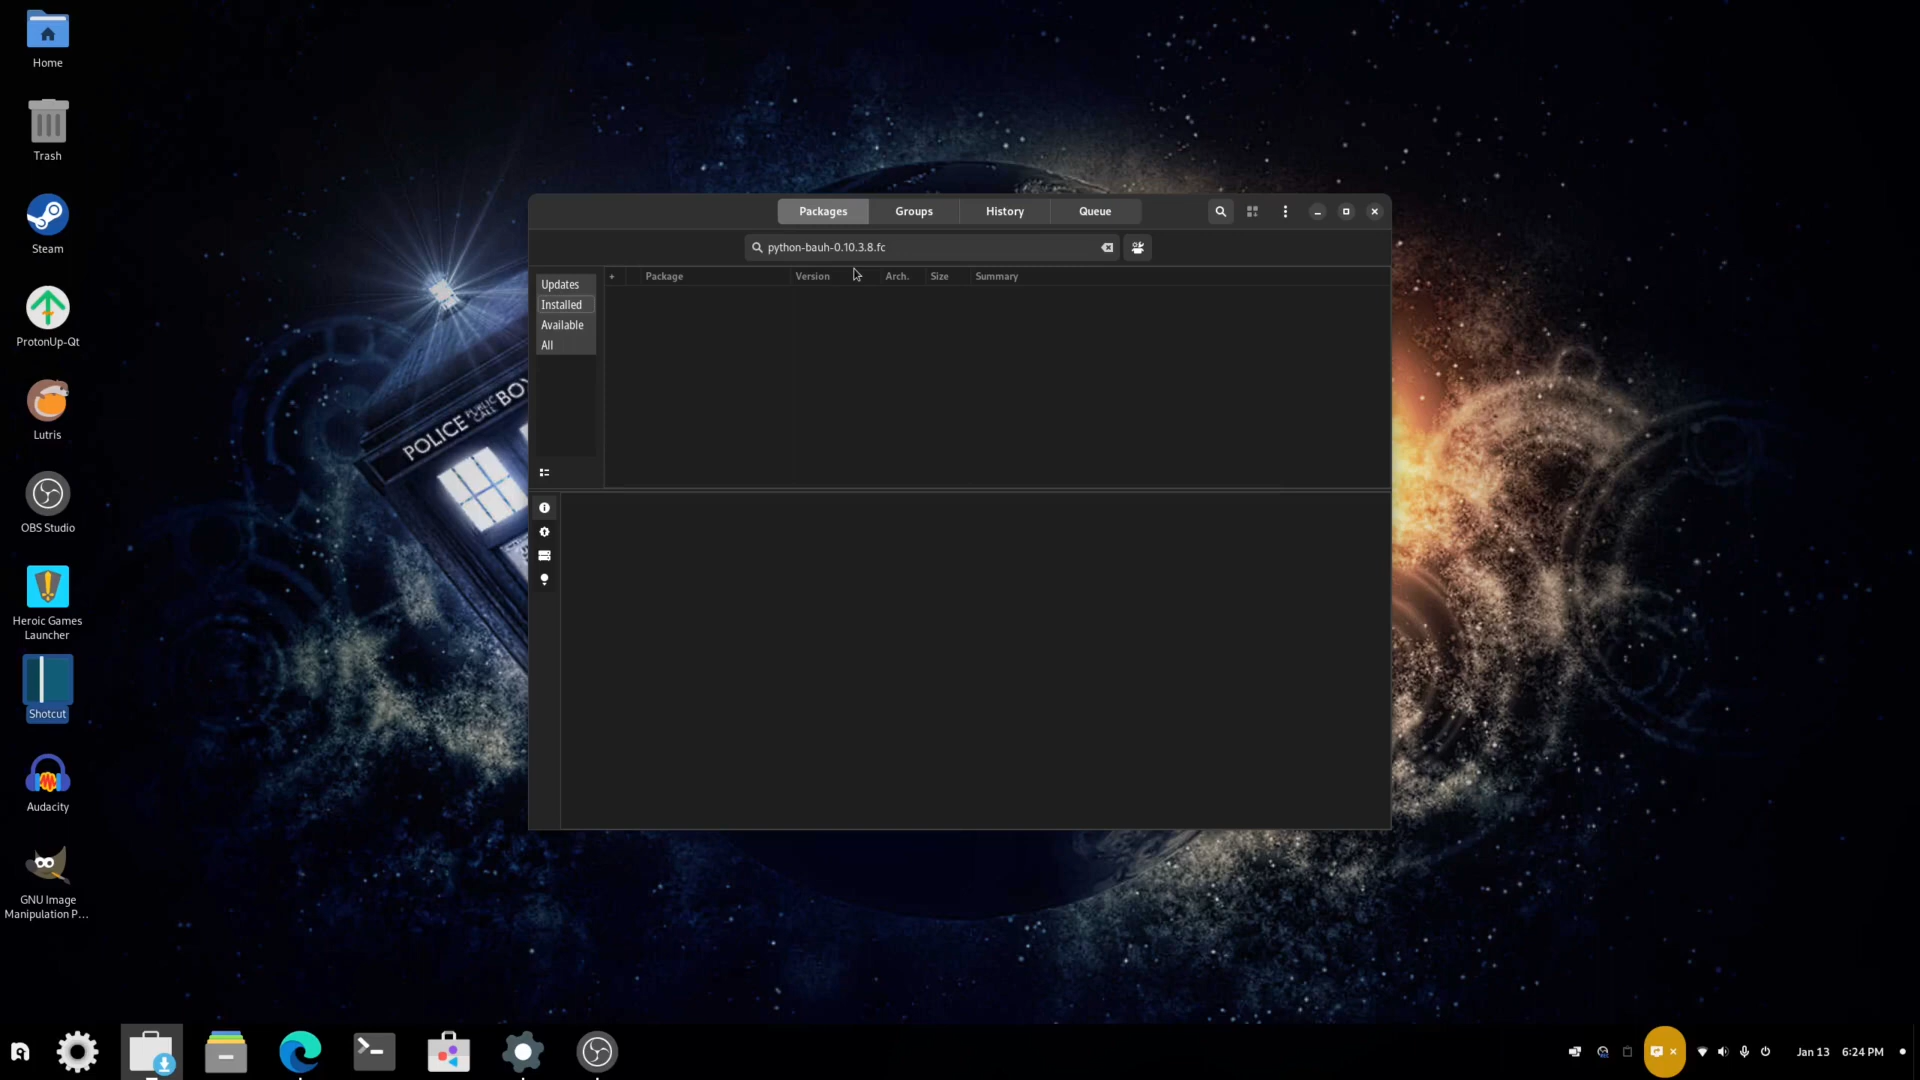 Home
Trash
Steam
ProtonUp-Qt
Lutris
OBS Studio
Heroic Games
Launcher
Shotcut
Audacity
GNU Image
Manipulation P...
POLICE PUBLIC CALL BO
Packages
Groups
History
Queue
python-bauh-0.10.3.8.fc
+
Package
Version
Arch.
Size
Summary
Updates
Installed
Available
All
Jan 13 6:24 PM